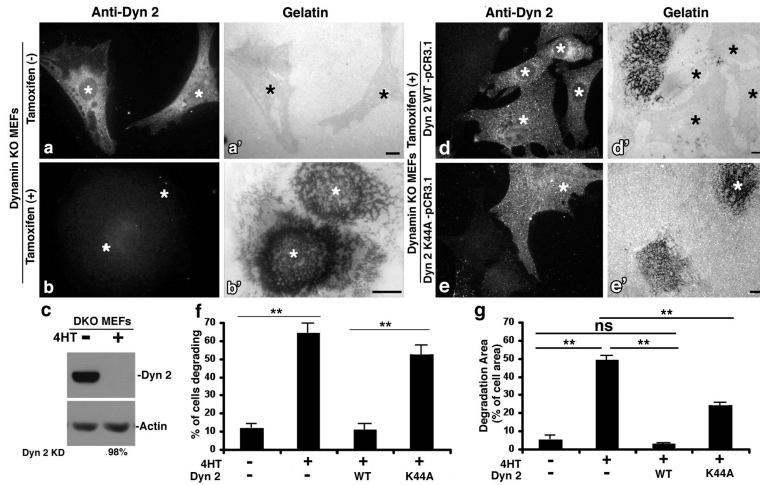 Anti-Dyn 2
Gelatin
Anti-Dyn 2
Gelatin
Dynamin KO MEFs
Tamoxifen (-)
Tamoxifen (+)
a
a'
b
b'
Dynamin KO MEFs Tamoxifen (+)
Dyn 2 WT -pCR3.1
Dyn 2 K44A -pCR3.1
d
d'
e
e'
c
DKO MEFs
4HT - +
-Dyn 2
-Actin
Dyn 2 KD .98%
f
% of cells degrading
70
60
50
40
30
20
10
0
**
**
4HT - + + +
Dyn 2 WT K44A
g
Degradation Area
(% of cell area)
70
60
50
40
30
20
10
0
**
ns
** **
4HT - + + +
Dyn 2 WT K44A